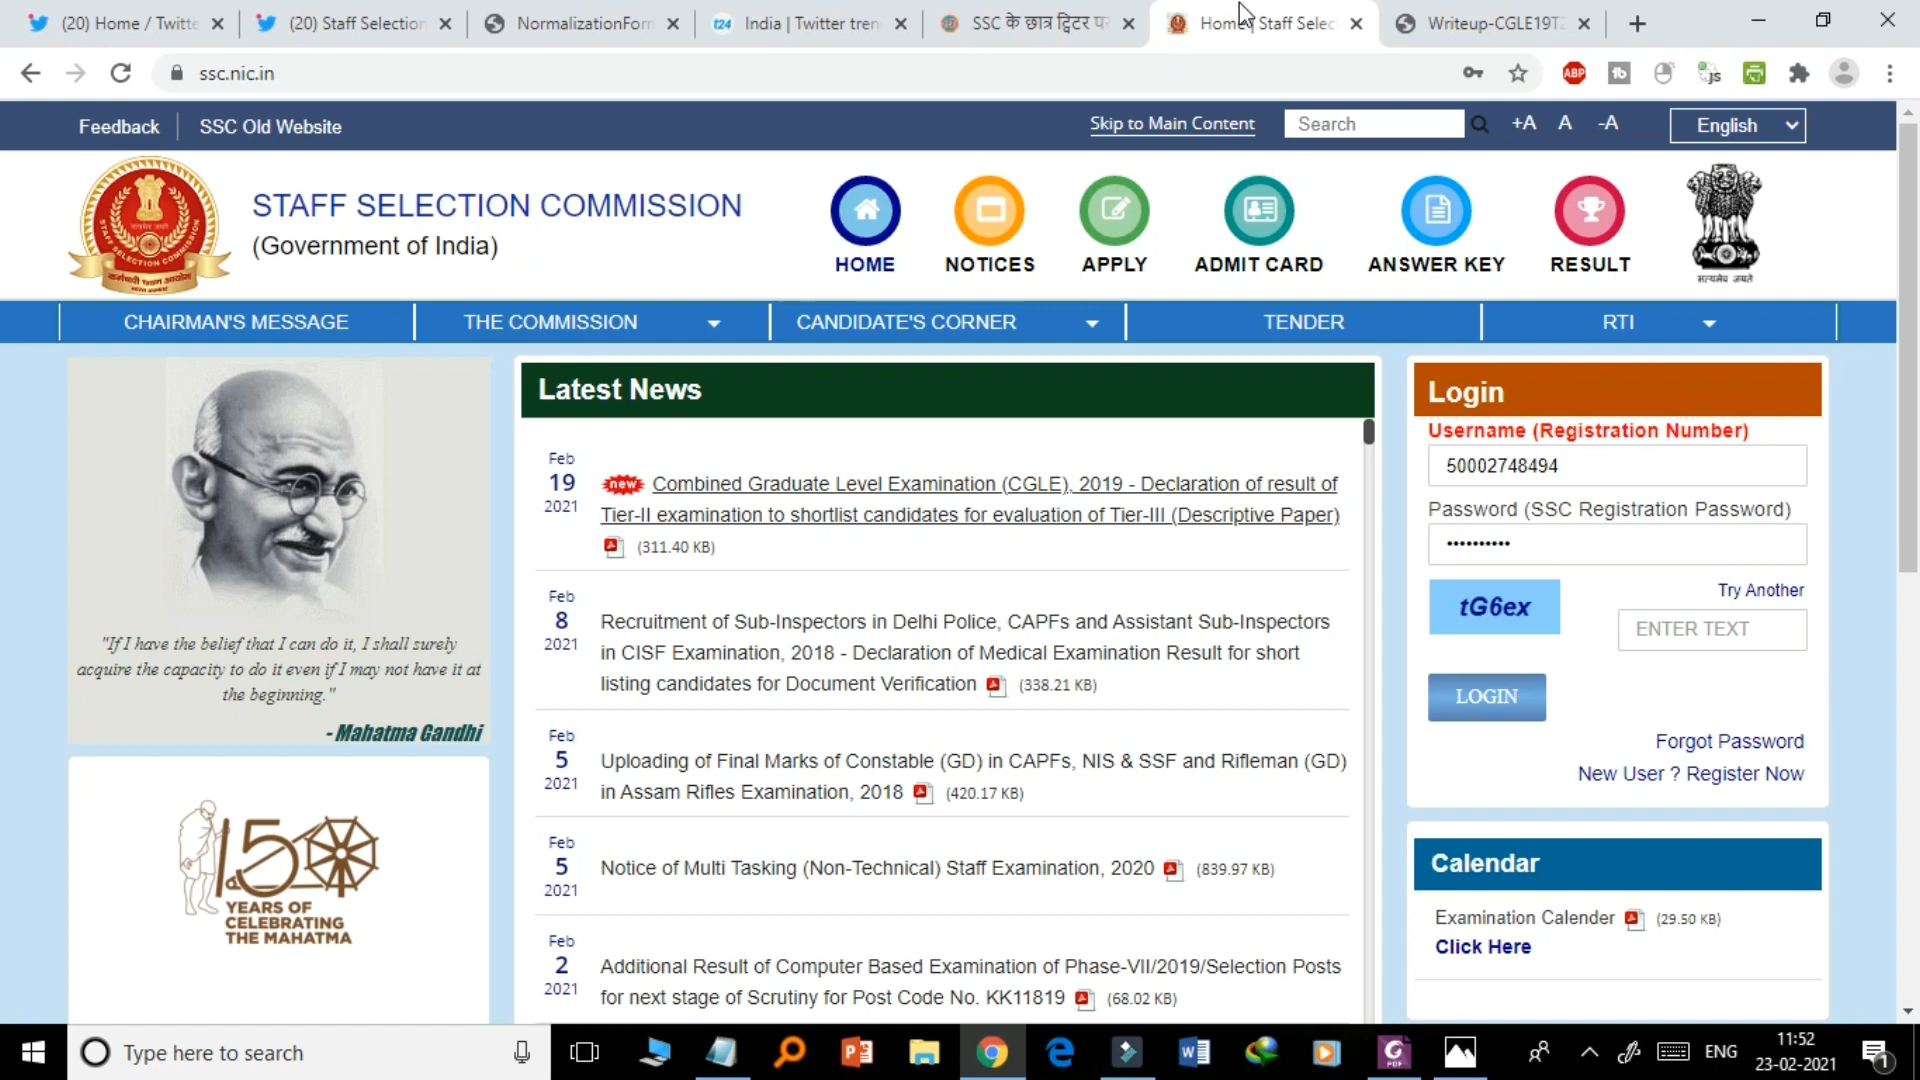 (20) Home / Twitte
(20) Staff Selection
NormalizationForm
t24 India | Twitter tren
SSC के छात्र ट्विटर पर
Home | Staff Selec
Writeup-CGLE19T2
ssc.nic.in
ABP
Feedback
SSC Old Website
Skip to Main Content
Search
+A A -A
English
STAFF SELECTION COMMISSION
(Government of India)
HOME
NOTICES
APPLY
ADMIT CARD
ANSWER KEY
RESULT
सत्यमेव जयते
CHAIRMAN'S MESSAGE
THE COMMISSION
CANDIDATE'S CORNER
TENDER
RTI
"If I have the belief that I can do it, I shall surely
acquire the capacity to do it even if I may not have it at
the beginning."
- Mahatma Gandhi
150
YEARS OF
CELEBRATING
THE MAHATMA
Latest News
Feb
19
2021
new Combined Graduate Level Examination (CGLE), 2019 - Declaration of result of
Tier-II examination to shortlist candidates for evaluation of Tier-III (Descriptive Paper)
(311.40 KB)
Feb
8
2021
Recruitment of Sub-Inspectors in Delhi Police, CAPFs and Assistant Sub-Inspectors
in CISF Examination, 2018 - Declaration of Medical Examination Result for short
listing candidates for Document Verification (338.21 KB)
Feb
5
2021
Uploading of Final Marks of Constable (GD) in CAPFs, NIS & SSF and Rifleman (GD)
in Assam Rifles Examination, 2018 (420.17 KB)
Feb
5
2021
Notice of Multi Tasking (Non-Technical) Staff Examination, 2020 (839.97 KB)
Feb
2
2021
Additional Result of Computer Based Examination of Phase-VII/2019/Selection Posts
for next stage of Scrutiny for Post Code No. KK11819 (68.02 KB)
Login
Username (Registration Number)
50002748494
Password (SSC Registration Password)
••••••••••
tG6ex
Try Another
ENTER TEXT
LOGIN
Forgot Password
New User ? Register Now
Calendar
Examination Calender (29.50 KB)
Click Here
Type here to search
ENG
11:52
23-02-2021
1